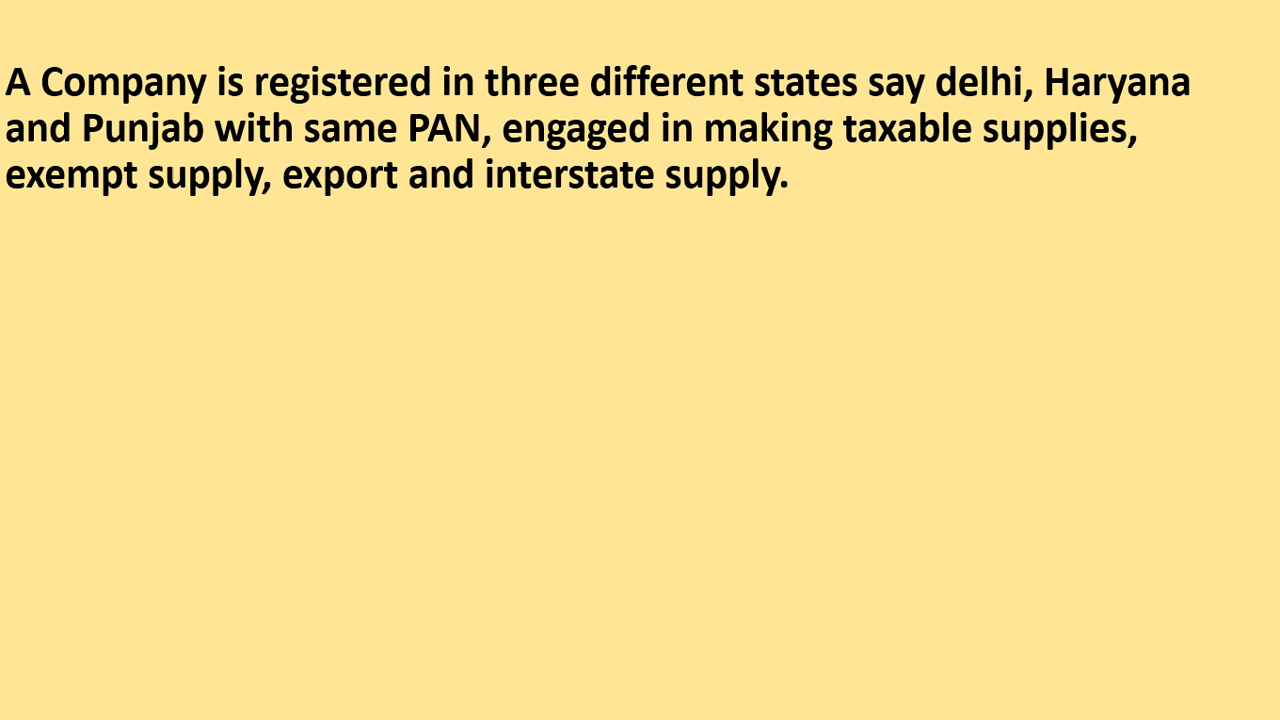 A Company is registered in three different states say delhi, Haryana
and Punjab with same PAN, engaged in making taxable supplies,
exempt supply, export and interstate supply.